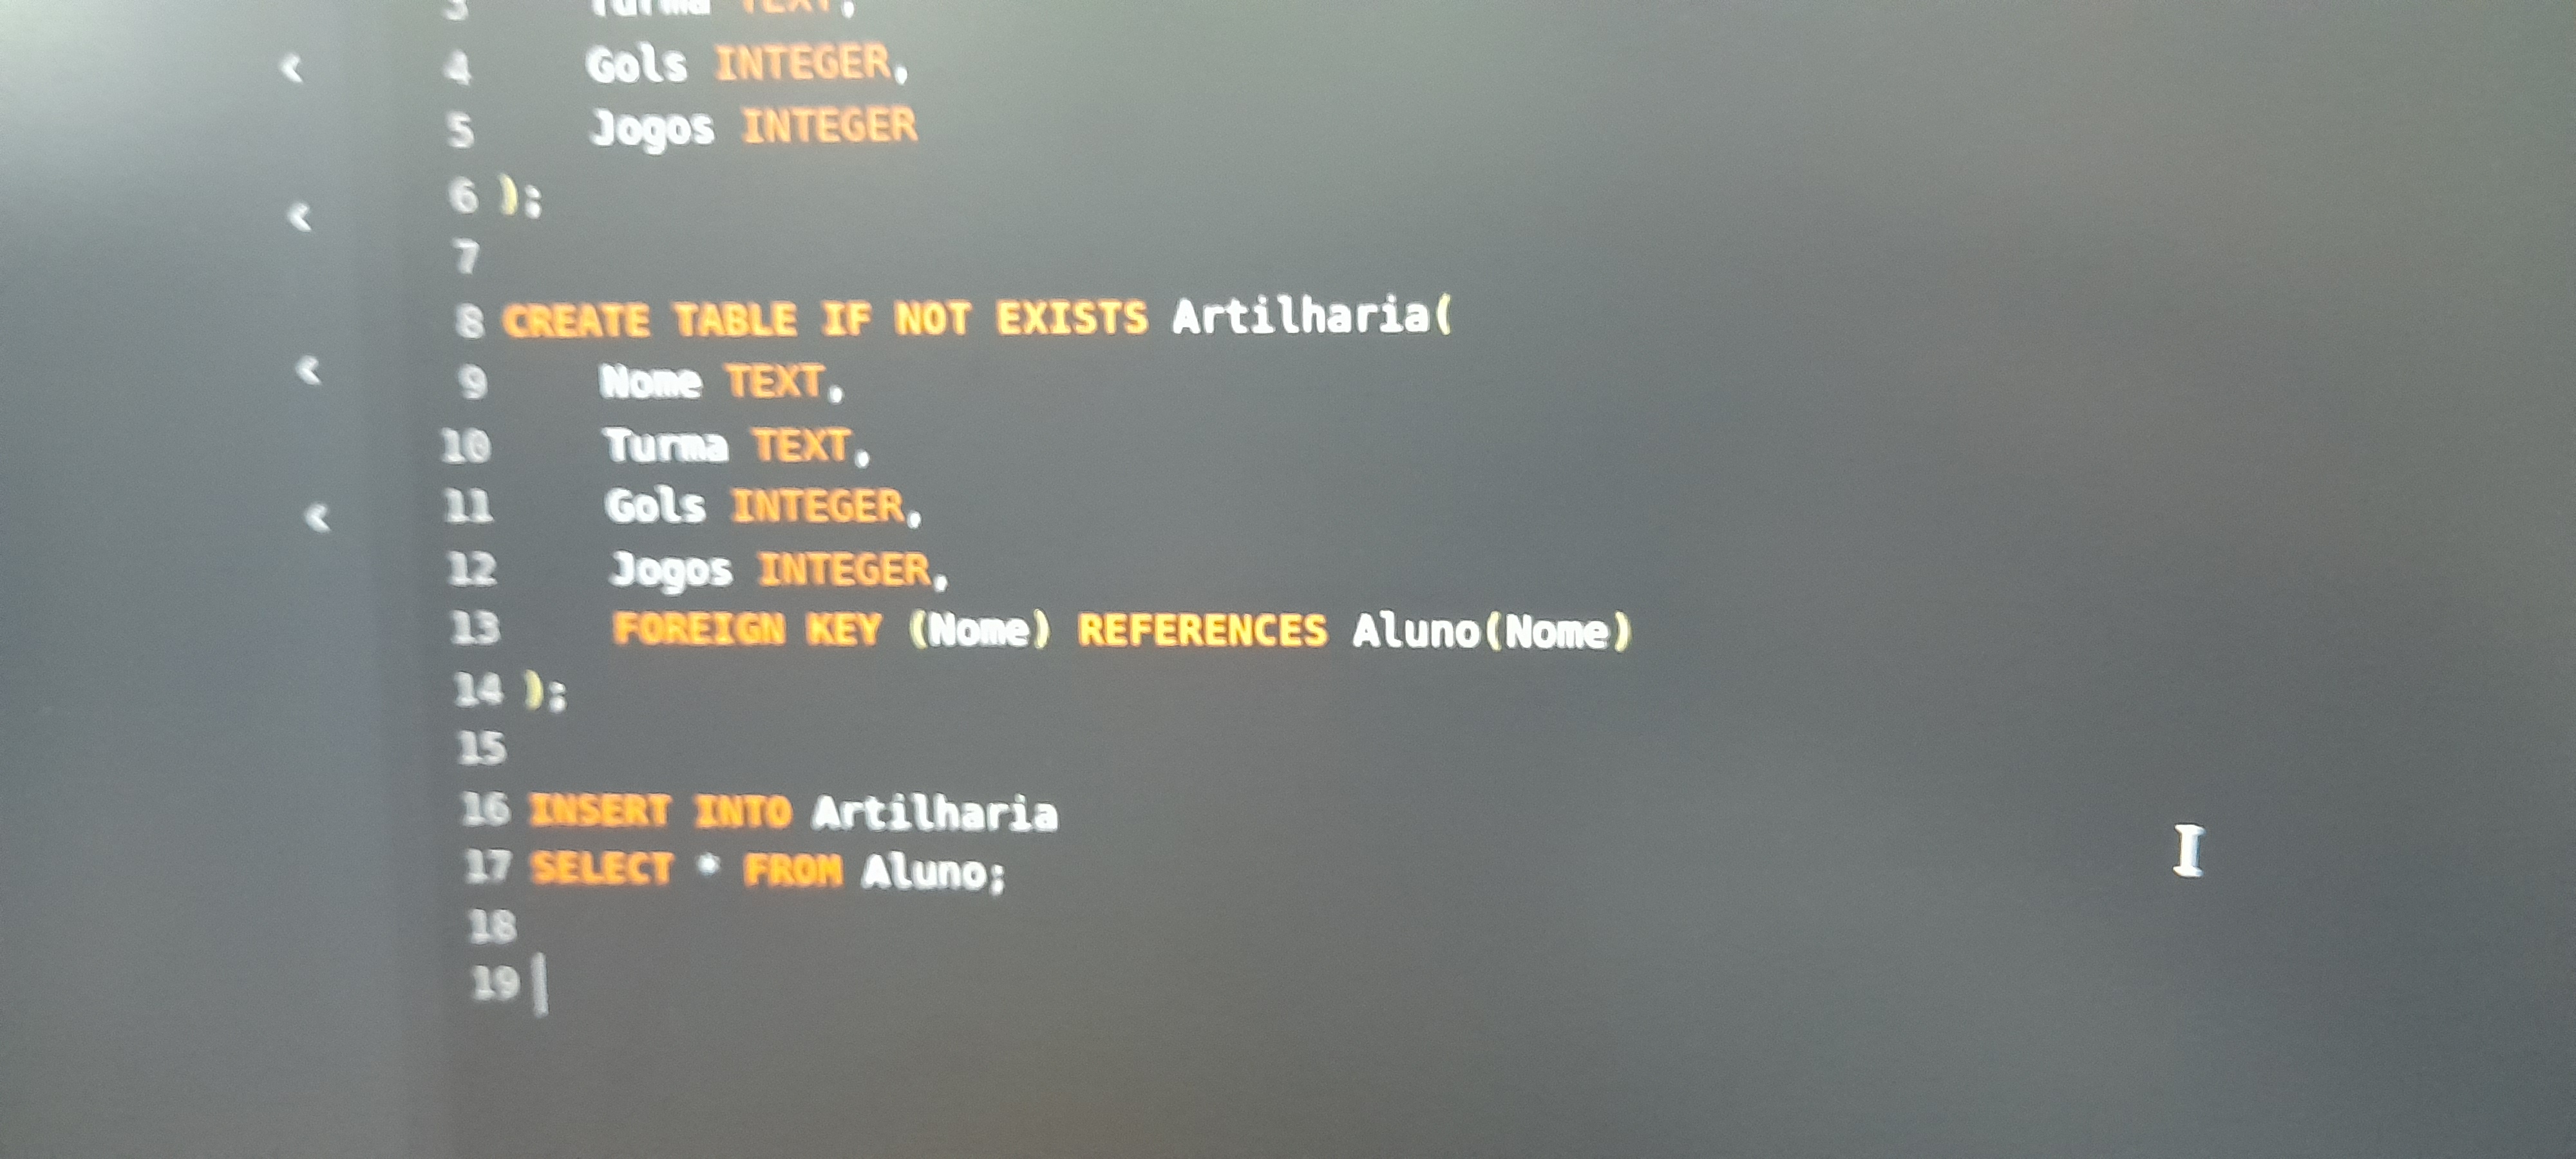 3 Turma TEXT,
4 Gols INTEGER,
5 Jogos INTEGER
6 );
7
8 CREATE TABLE IF NOT EXISTS Artilharia(
9 Nome TEXT,
10 Turma TEXT,
11 Gols INTEGER,
12 Jogos INTEGER,
13 FOREIGN KEY (Nome) REFERENCES Aluno(Nome)
14 );
15
16 INSERT INTO Artilharia
17 SELECT * FROM Aluno;
18
19